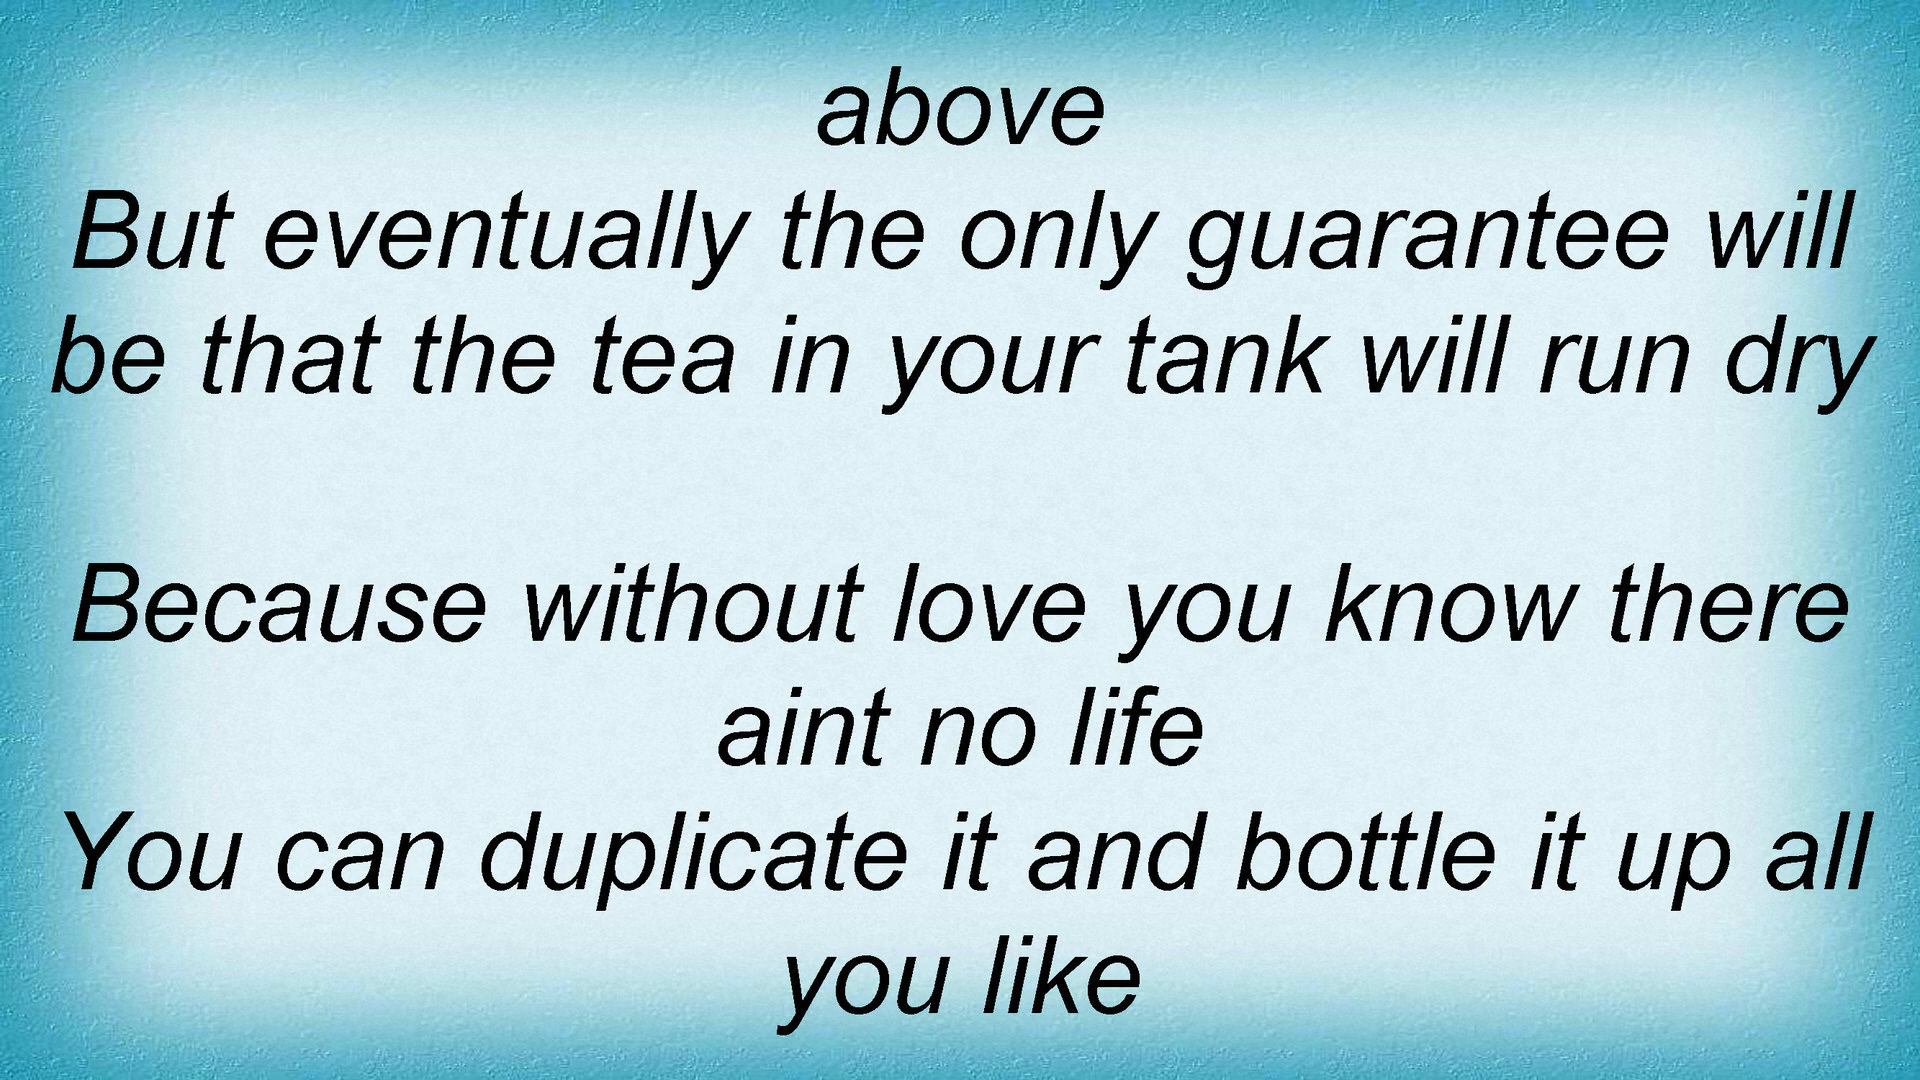 above
But eventually the only guarantee will
be that the tea in your tank will run dry
Because without love you know there
aint no life
You can duplicate it and bottle it up all
you like